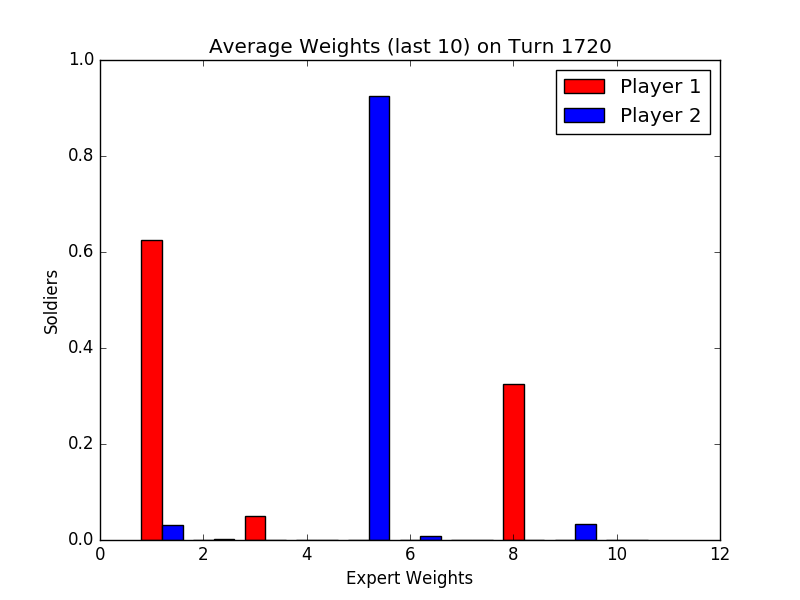 Average Weights (last 10) on Turn 1720
1.0
0.8
0.6
0.4
0.2
0.0
Soldiers
Player 1
Player 2
0 2 4 6 8 10 12
Expert Weights